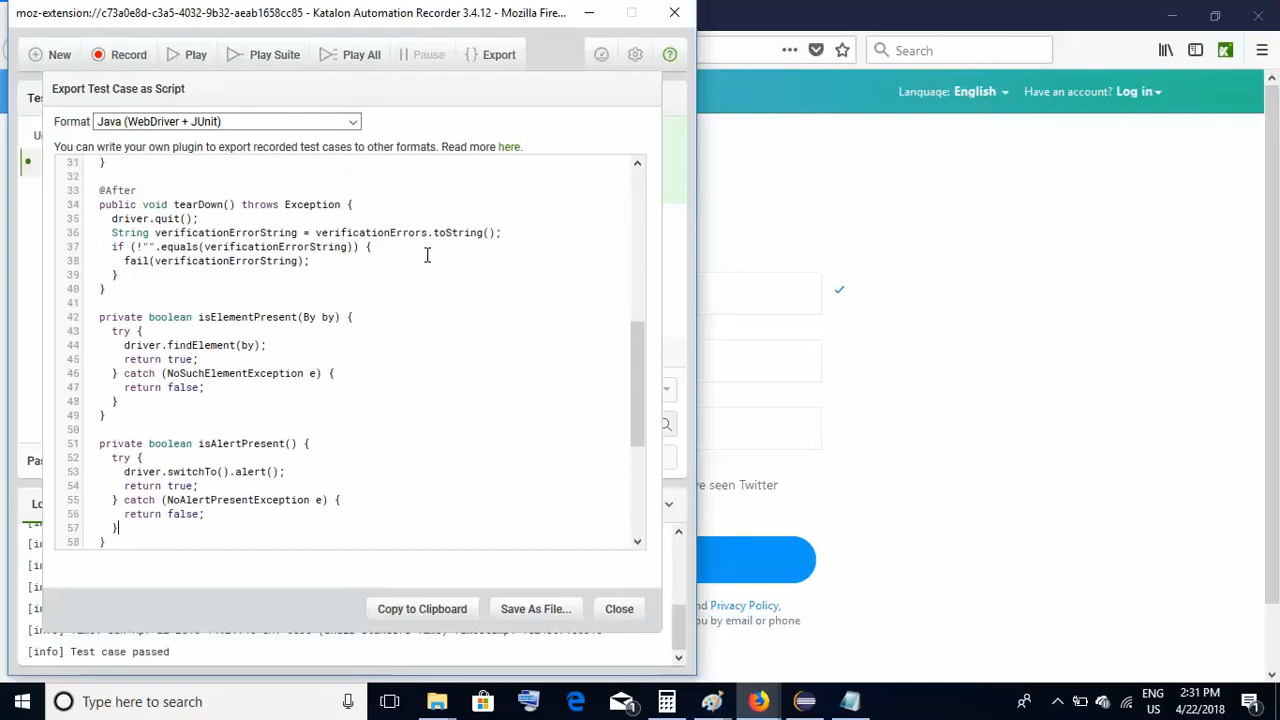 moz-extension://c73a0e8d-c3a5-4032-9b32-aeab1658cc85 - Katalon Automation Recorder 3.4.12 - Mozilla Fire...
New Record Play Play Suite Play All Pause Export
Search
Language: English Have an account? Log in
Export Test Case as Script
Format Java (WebDriver + JUnit)
You can write your own plugin to export recorded test cases to other formats. Read more here.
31 }
32
33 @After
34 public void tearDown() throws Exception {
35 driver.quit();
36 String verificationErrorString = verificationErrors.toString();
37 if (!"".equals(verificationErrorString)) {
38 fail(verificationErrorString);
39 }
40 }
41
42 private boolean isElementPresent(By by) {
43 try {
44 driver.findElement(by);
45 return true;
46 } catch (NoSuchElementException e) {
47 return false;
48 }
49 }
50
51 private boolean isAlertPresent() {
52 try {
53 driver.switchTo().alert();
54 return true;
55 } catch (NoAlertPresentException e) {
56 return false;
57 }
58 }
seen Twitter
Privacy Policy,
you by email or phone
Copy to Clipboard Save As File... Close
[info] Test case passed
Type here to search
ENG
US
2:31 PM
4/22/2018